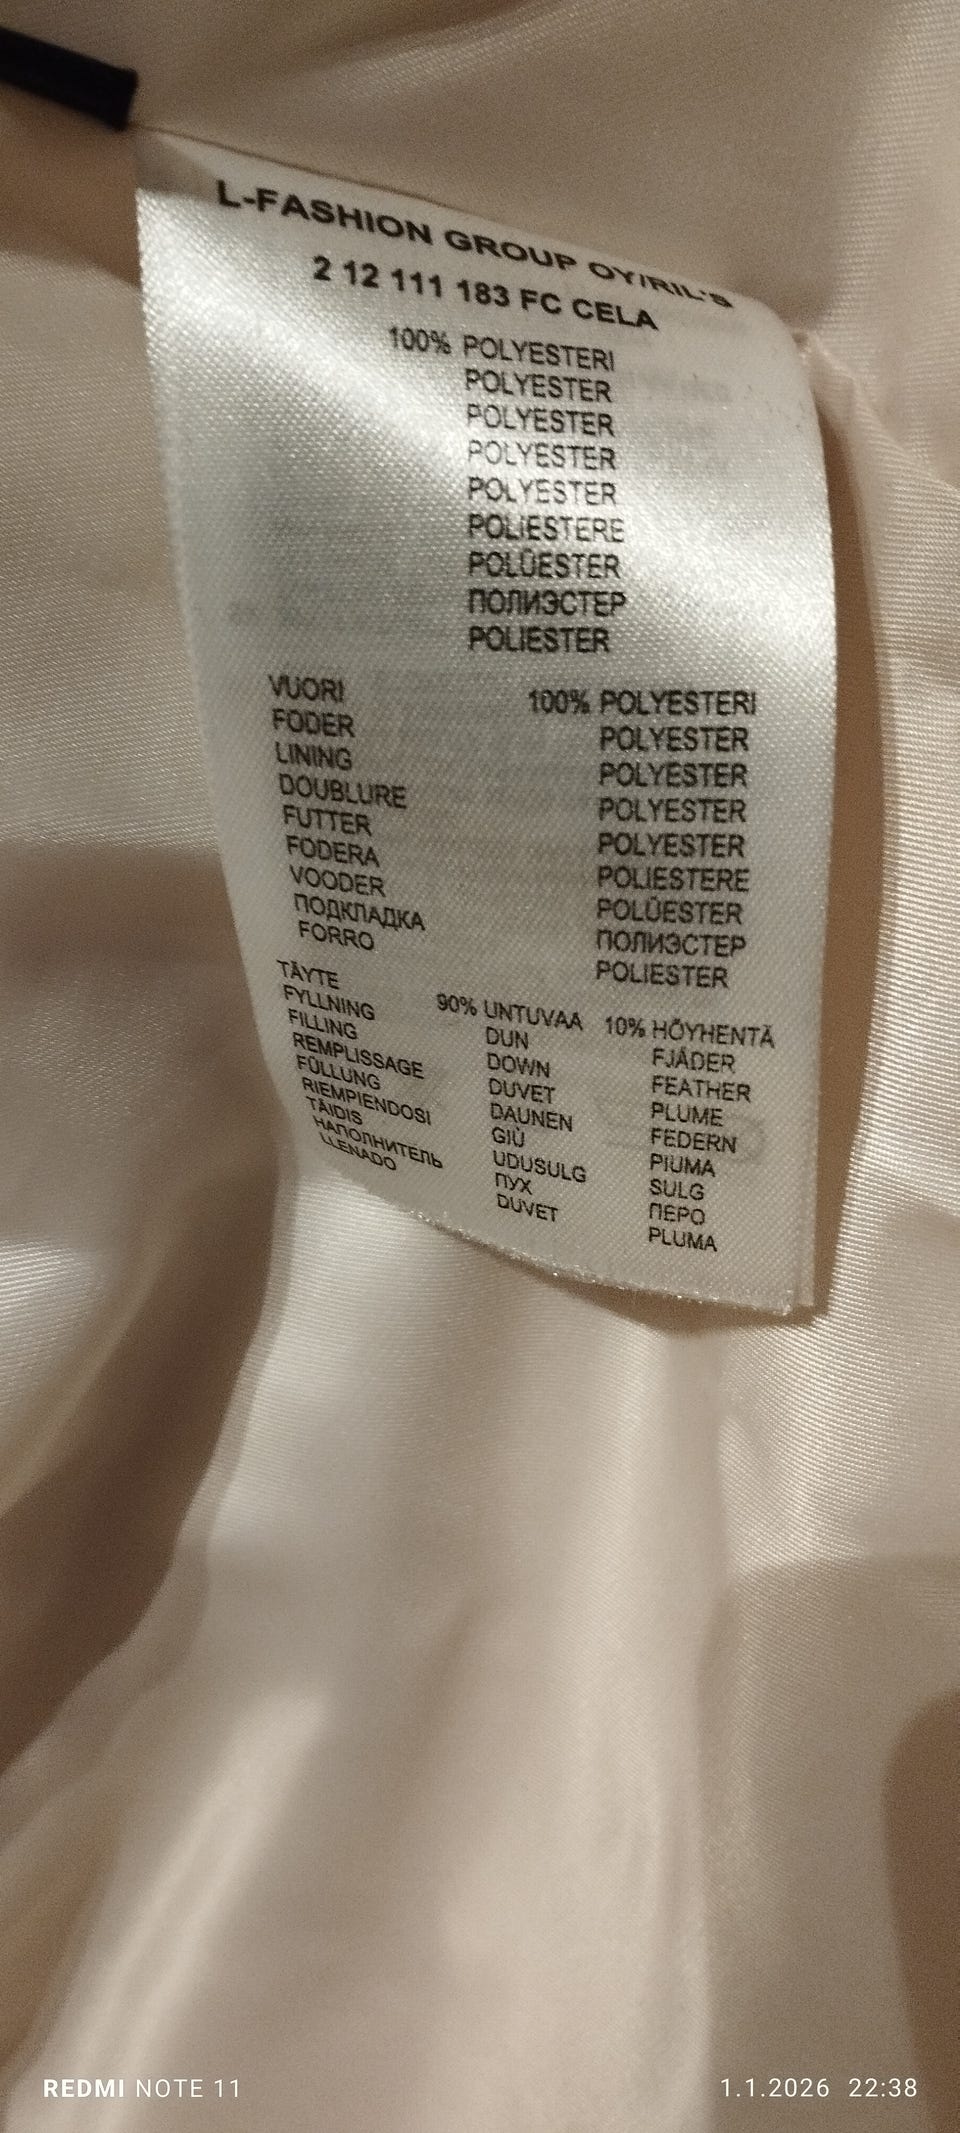 L-FASHION GROUP OY/RIL'S
2 12 111 183 FC CELA
100% POLYESTERI
POLYESTER
POLYESTER
POLYESTER
POLYESTER
POLIESTERE
POLÜESTER
ПОЛИЭСТЕР
POLIESTER
VUORI 100% POLYESTERI
FODER POLYESTER
LINING POLYESTER
DOUBLURE POLYESTER
FUTTER POLYESTER
FODERA POLIESTERE
VOODER POLÜESTER
ПОДКЛАДКА ПОЛИЭСТЕР
FORRO POLIESTER
TÄYTE 90% UNTUVAA 10% HÖYHENTÄ
FYLLNING DUN FJÄDER
FILLING DOWN FEATHER
REMPLISSAGE DUVET PLUME
FÜLLUNG DAUNEN FEDERN
RIEMPIENDOSI GIÙ PIUMA
TÄIDIS UDUSULG SULG
НАПОЛНИТЕЛЬ ПУХ ПЕРО
LLENADO DUVET PLUMA
REDMI NOTE 11
1.1.2026 22:38